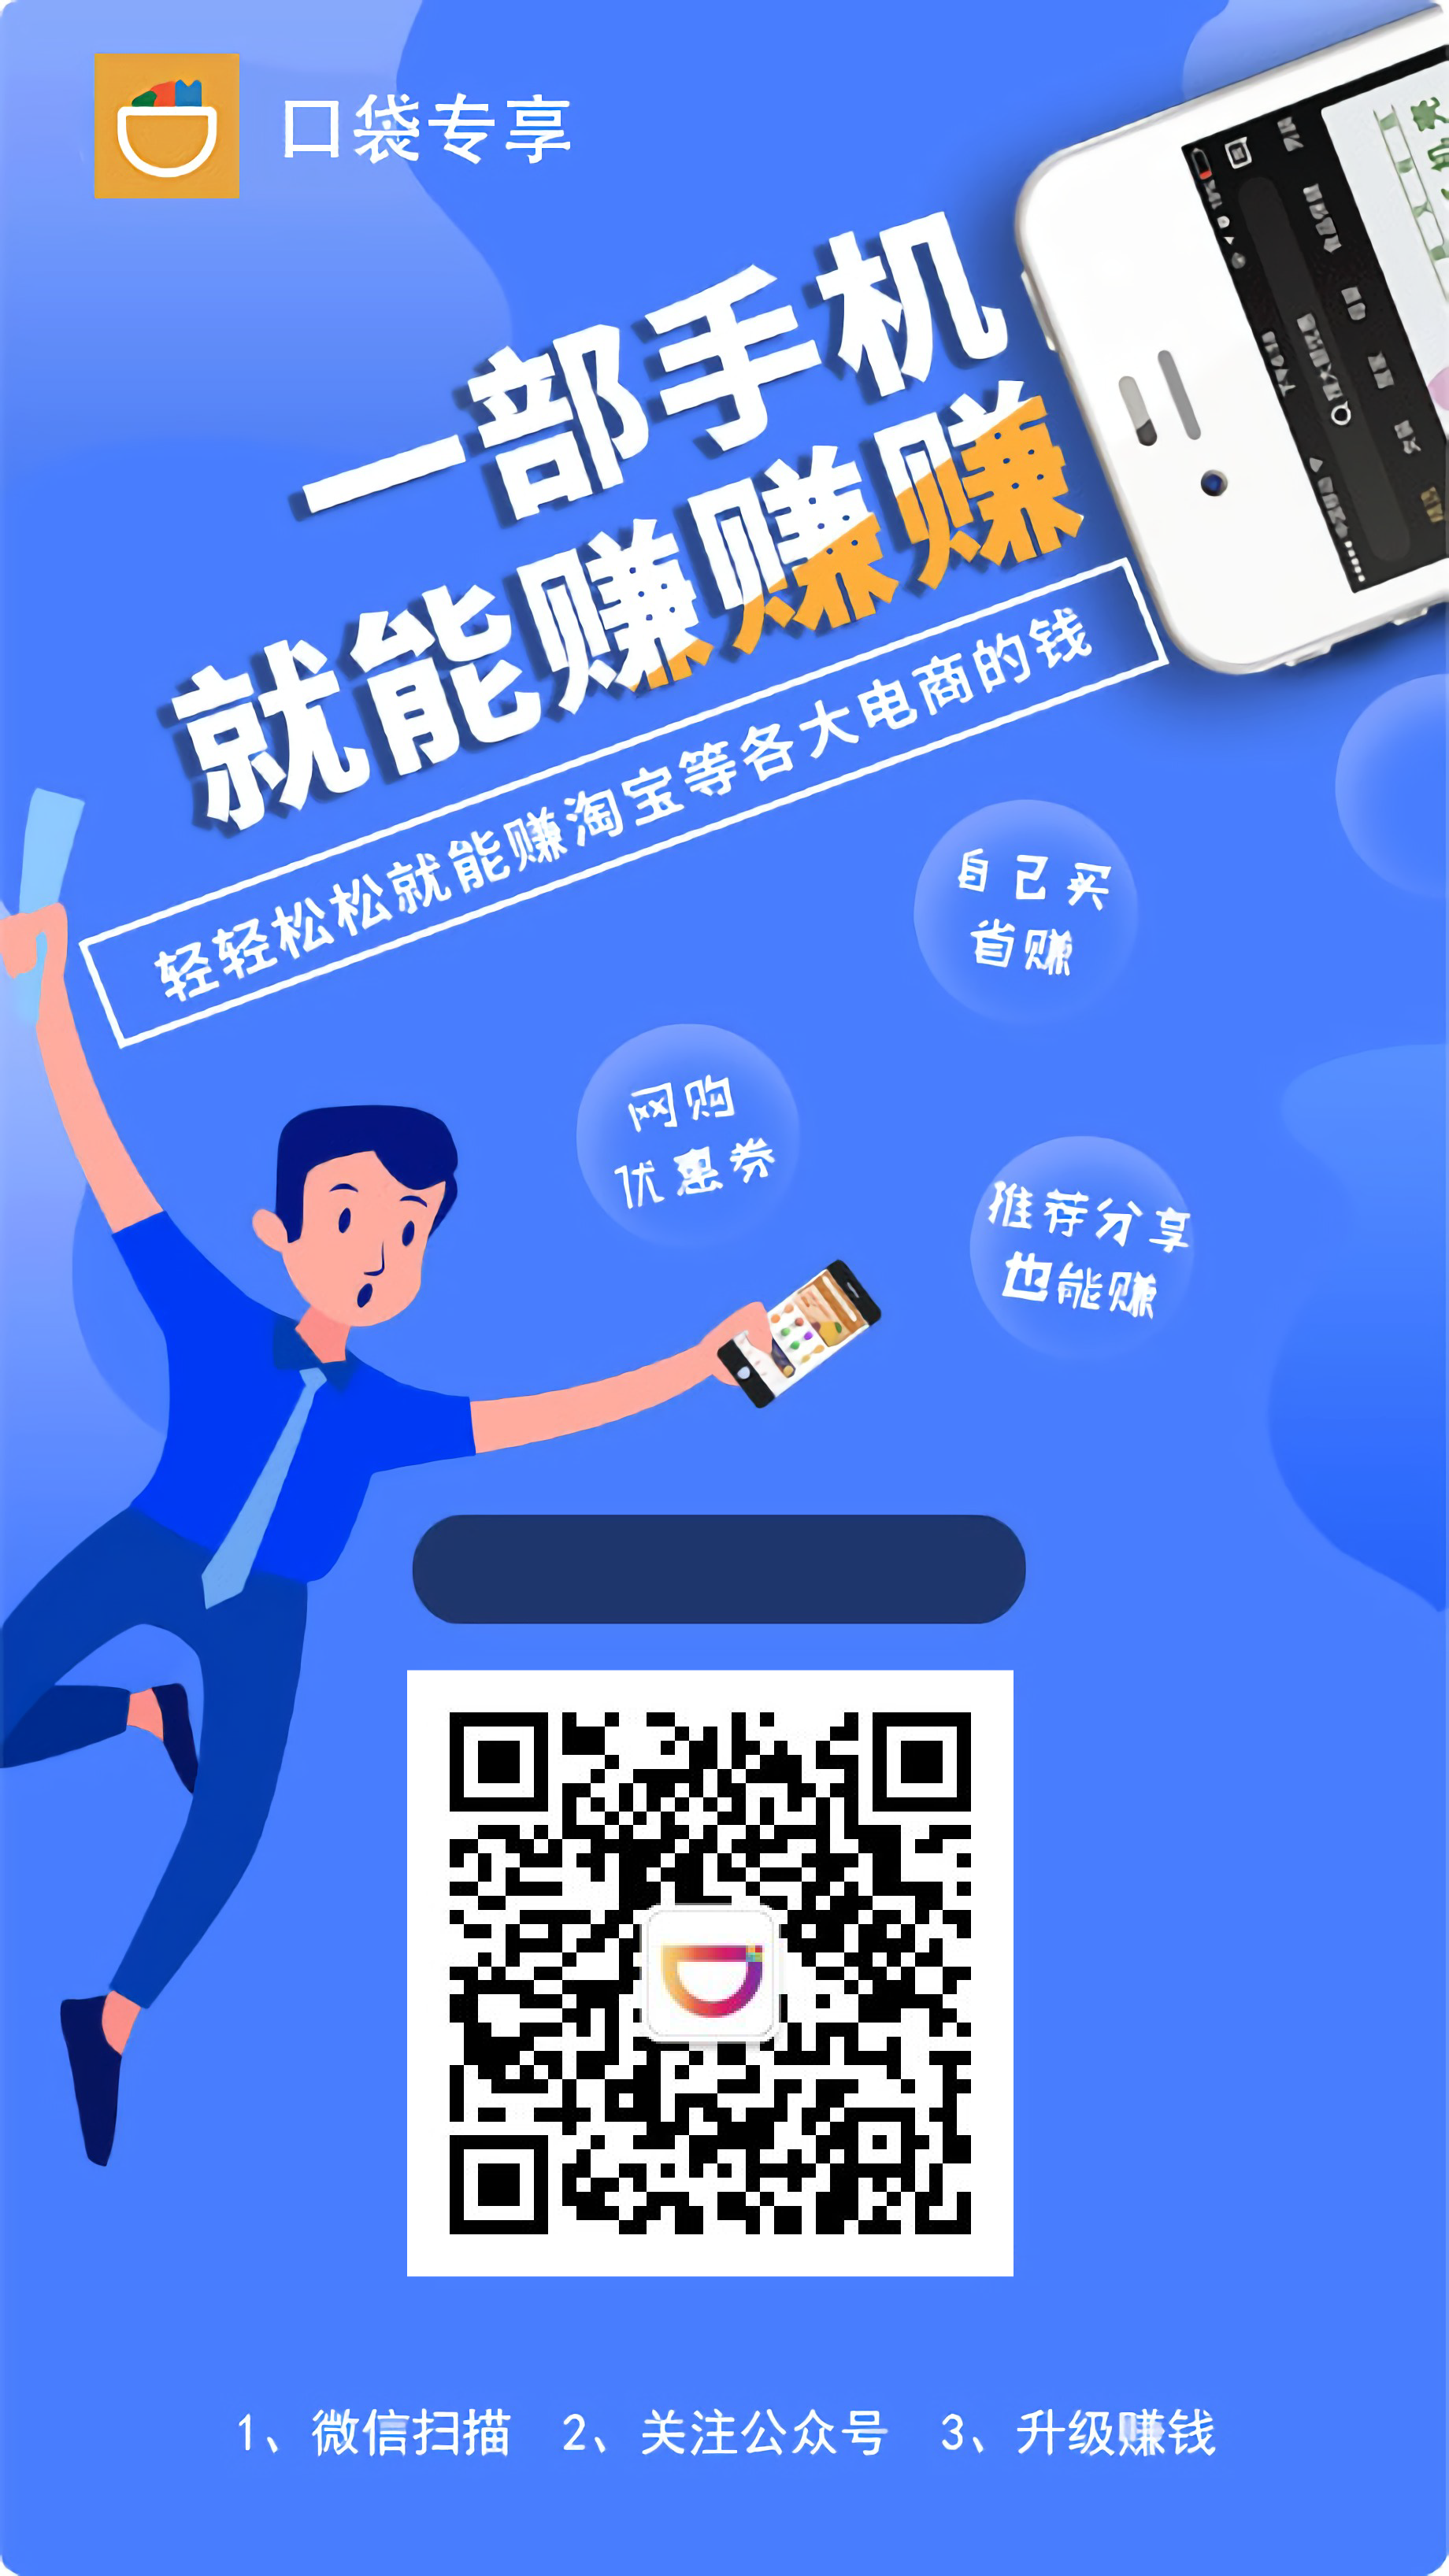 口袋专享
一部手机
就能赚赚赚
轻轻松松就能赚淘宝等各大电商的钱
自己买
省赚
网购
优惠券
推荐分享
也能赚
1、微信扫描 2、关注公众号 3、升级赚钱